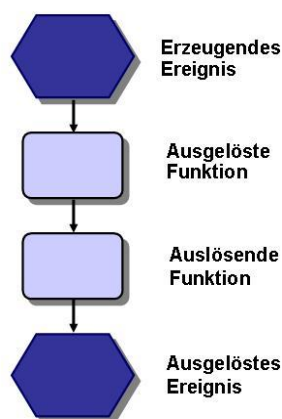 Erzeugendes
Ereignis
Ausgelöste
Funktion
Auslösende
Funktion
Ausgelöstes
Ereignis